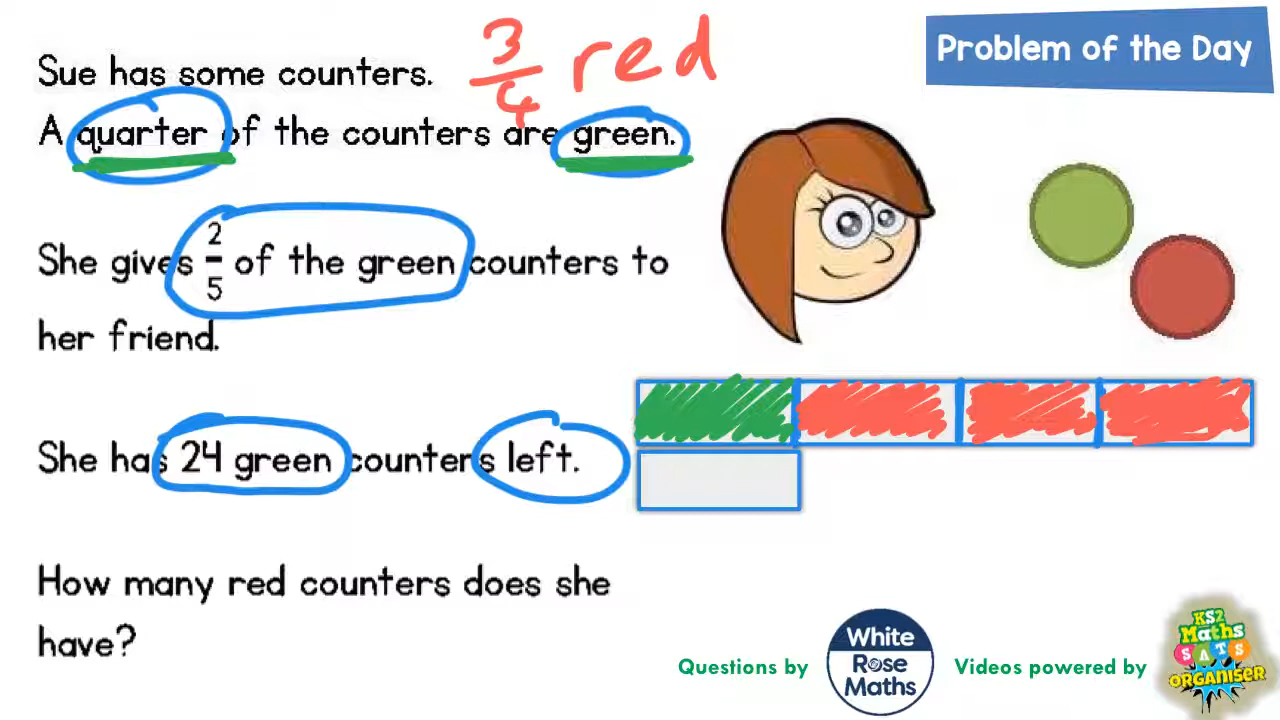 3/4 red
Problem of the Day
Sue has some counters.
A quarter of the counters are green.
She gives 2/5 of the green counters to
her friend.
She has 24 green counters left.
How many red counters does she
have?
Questions by
White
Rose
Maths
Videos powered by
KS2
Maths
SATS
ORGANISER